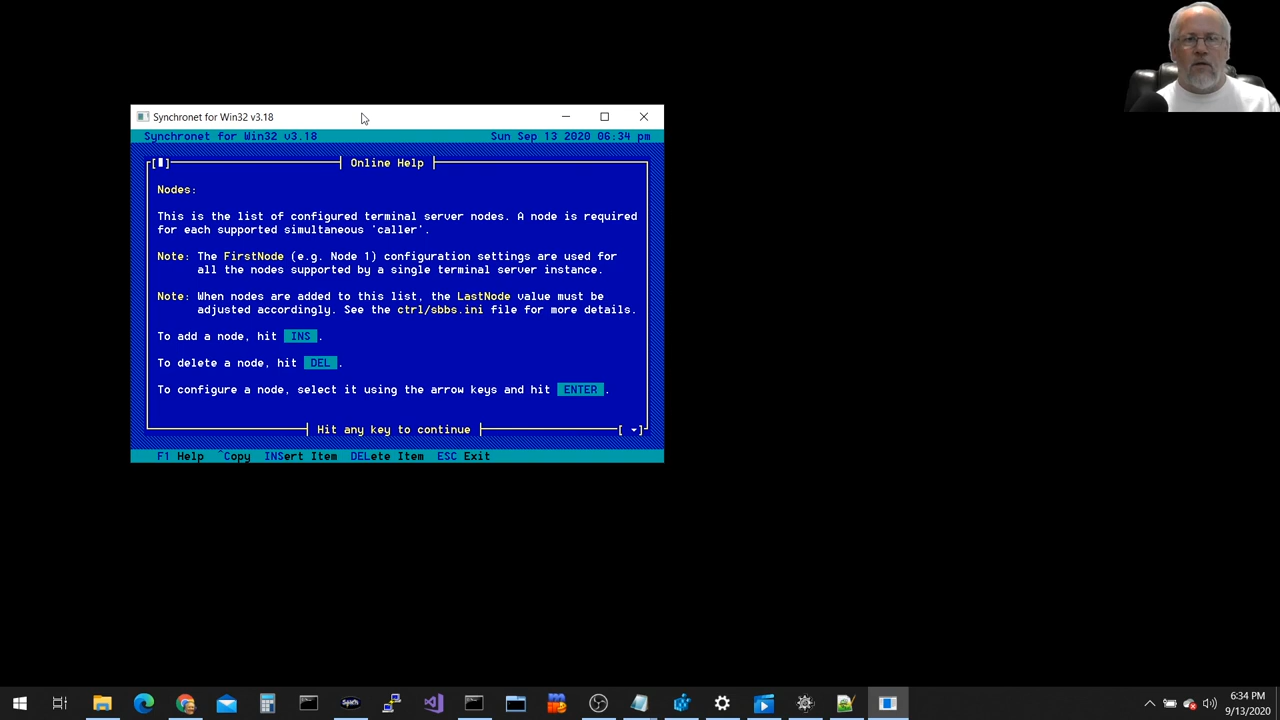 Synchronet for Win32 v3.18
Synchronet for Win32 v3.18 Sun Sep 13 2020 06:34 pm
Online Help
Nodes:
This is the list of configured terminal server nodes. A node is required
for each supported simultaneous 'caller'.
Note: The FirstNode (e.g. Node 1) configuration settings are used for
all the nodes supported by a single terminal server instance.
Note: When nodes are added to this list, the LastNode value must be
adjusted accordingly. See the ctrl/sbbs.ini file for more details.
To add a node, hit INS .
To delete a node, hit DEL .
To configure a node, select it using the arrow keys and hit ENTER .
Hit any key to continue
F1 Help ^Copy INSert Item DELete Item ESC Exit
6:34 PM
9/13/2020